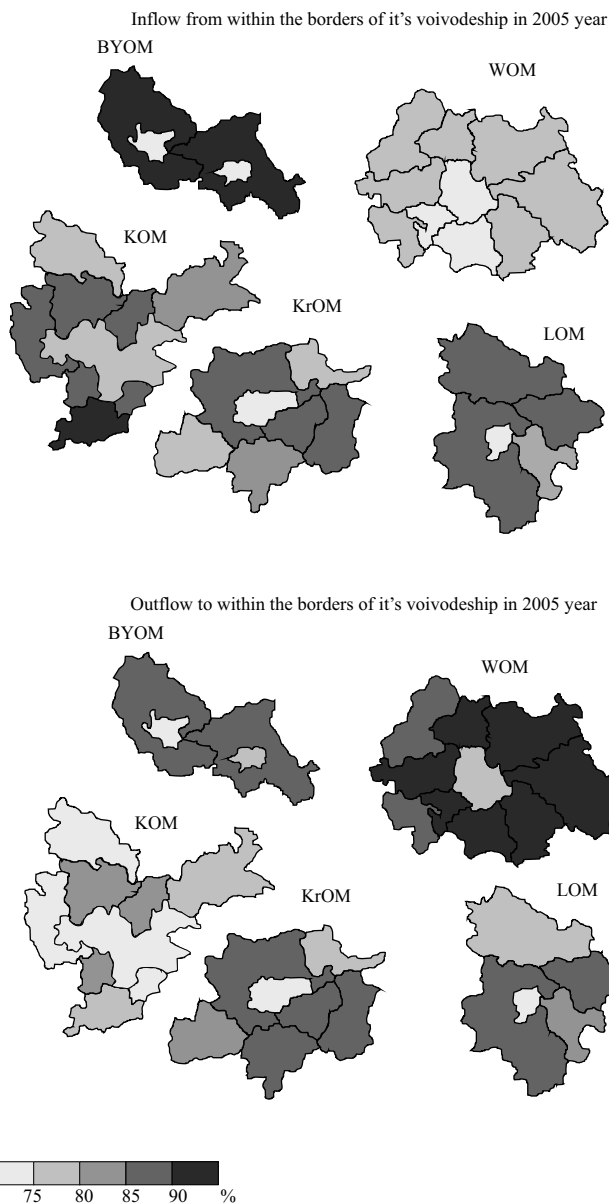 Inflow from within the borders of it’s voivodeship in 2005 year
BYOM
WOM
KOM
KrOM
LOM
Outflow to within the borders of it’s voivodeship in 2005 year
BYOM
WOM
KOM
KrOM
LOM
75 80 85 90 %